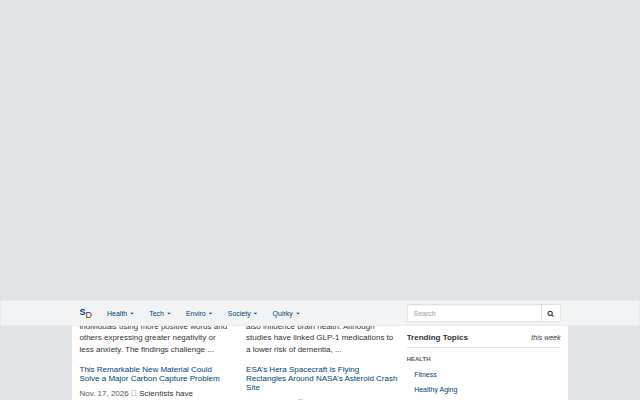 SD Health Tech Enviro Society Quirky Search
individuals using more positive words and
others expressing greater negativity or
less anxiety. The findings challenge ...
This Remarkable New Material Could
Solve a Major Carbon Capture Problem
Nov. 17, 2026 Scientists have
also influence brain health. Although
studies have linked GLP-1 medications to
a lower risk of dementia, ...
ESA's Hera Spacecraft is Flying
Rectangles Around NASA's Asteroid Crash
Site
Trending Topics this week
HEALTH
Fitness
Healthy Aging